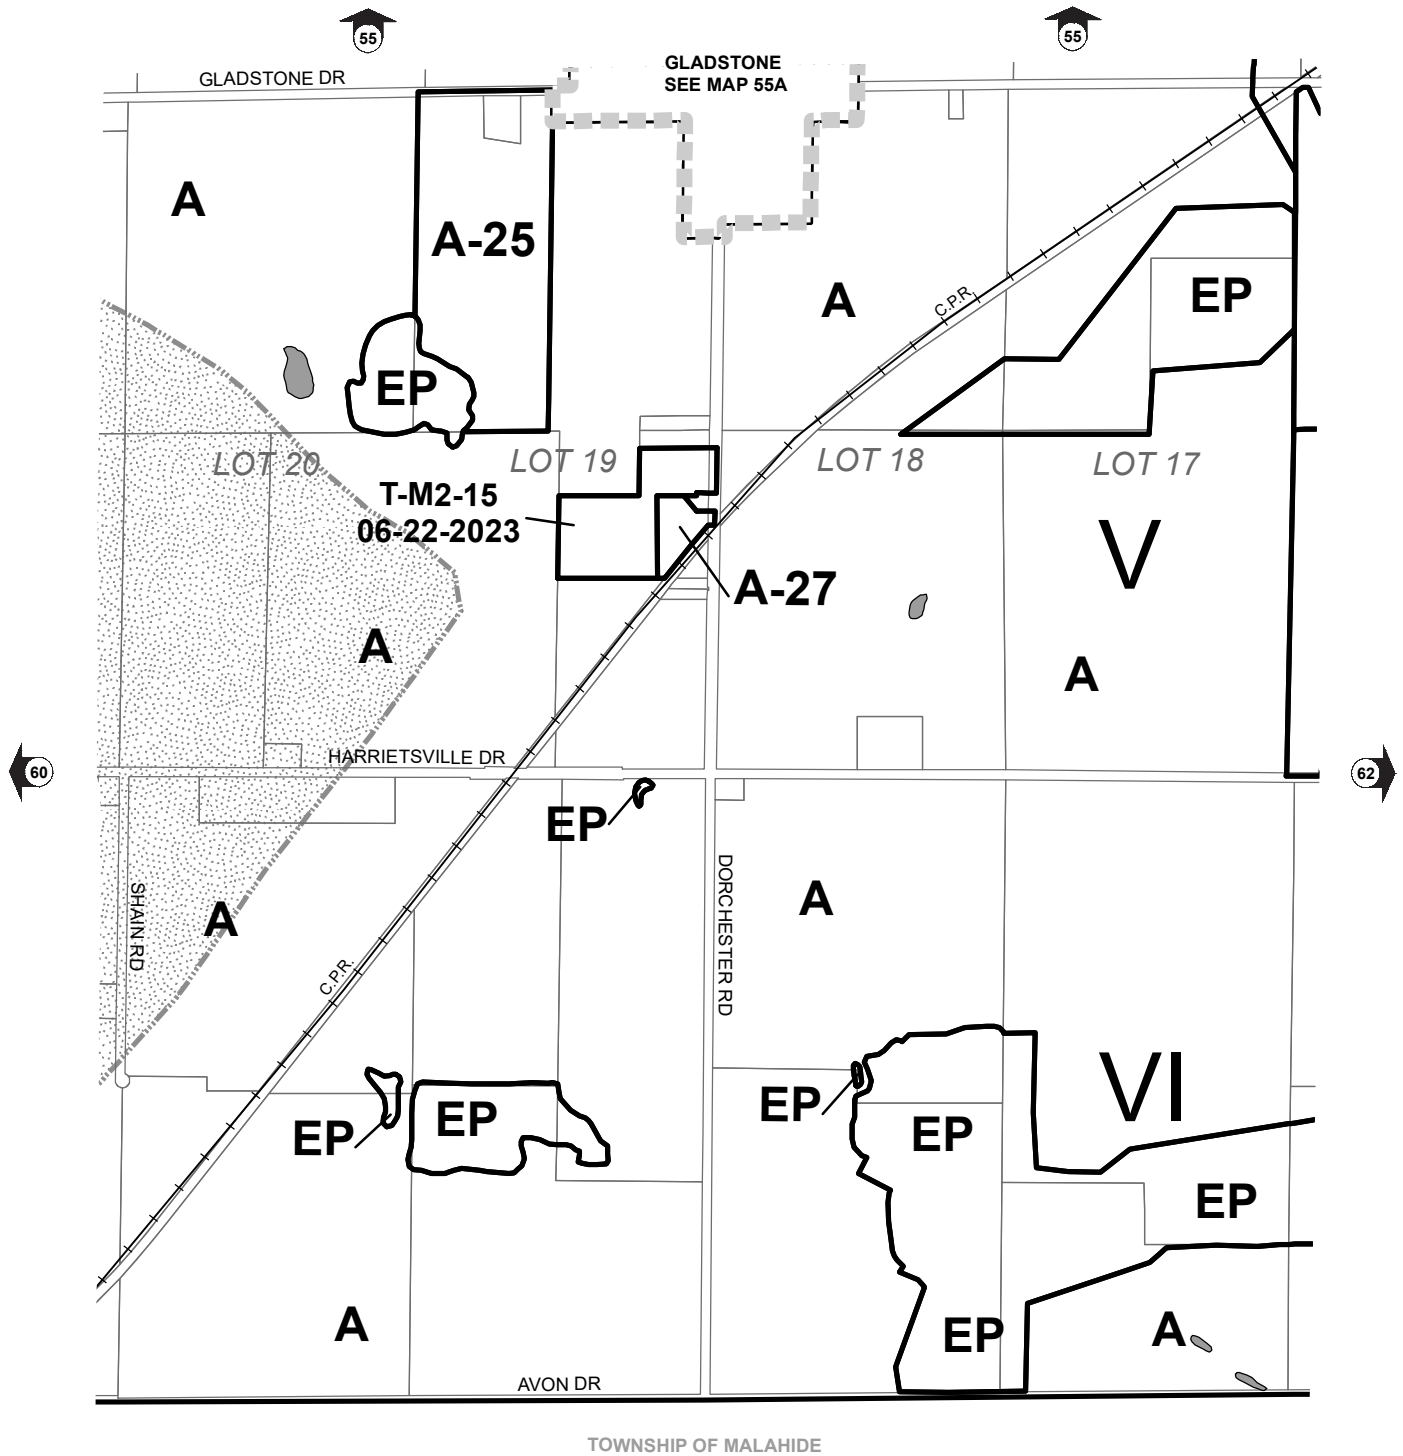 55
55
GLADSTONE
SEE MAP 55A
GLADSTONE DR
A
A-25
A
C.P.R.
EP
EP
LOT 20
LOT 19
LOT 18
LOT 17
T-M2-15
06-22-2023
V
A-27
A
A
HARRIETSVILLE DR
60
62
EP
SHAIN RD
DORCHESTER RD
A
A
C.P.R.
VI
EP
EP
EP
EP
EP
A
EP
A
AVON DR
TOWNSHIP OF MALAHIDE